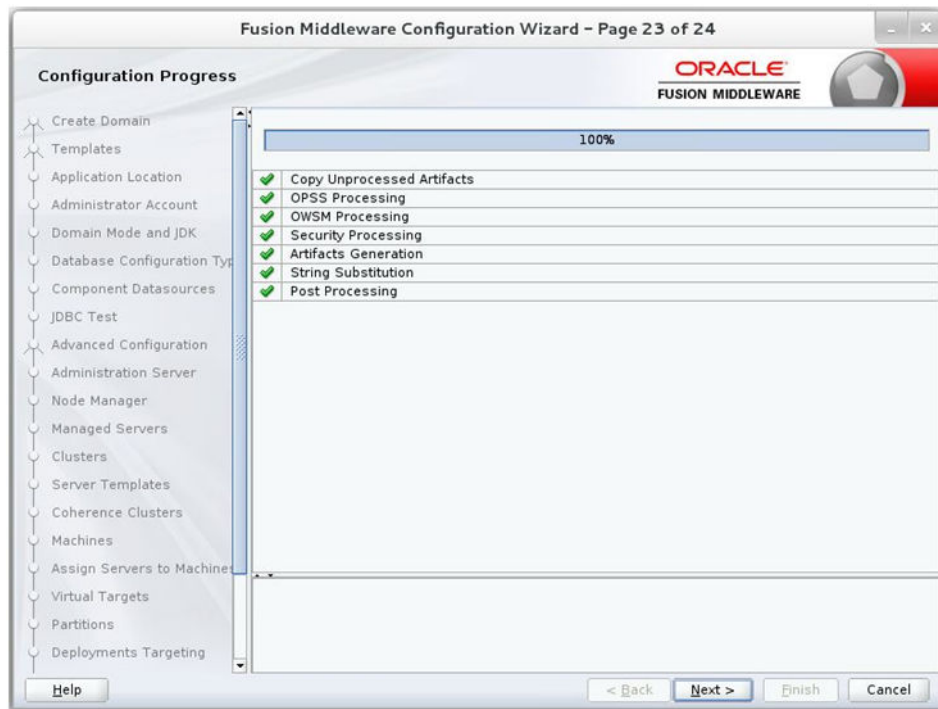 Fusion Middleware Configuration Wizard - Page 23 of 24
Configuration Progress
ORACLE
FUSION MIDDLEWARE
Create Domain
Templates
Application Location
Administrator Account
Domain Mode and JDK
Database Configuration Typ
Component Datasources
JDBC Test
Advanced Configuration
Administration Server
Node Manager
Managed Servers
Clusters
Server Templates
Coherence Clusters
Machines
Assign Servers to Machines
Virtual Targets
Partitions
Deployments Targeting
100%
Copy Unprocessed Artifacts
OPSS Processing
OWSM Processing
Security Processing
Artifacts Generation
String Substitution
Post Processing
Help
< Back
Next >
Finish
Cancel